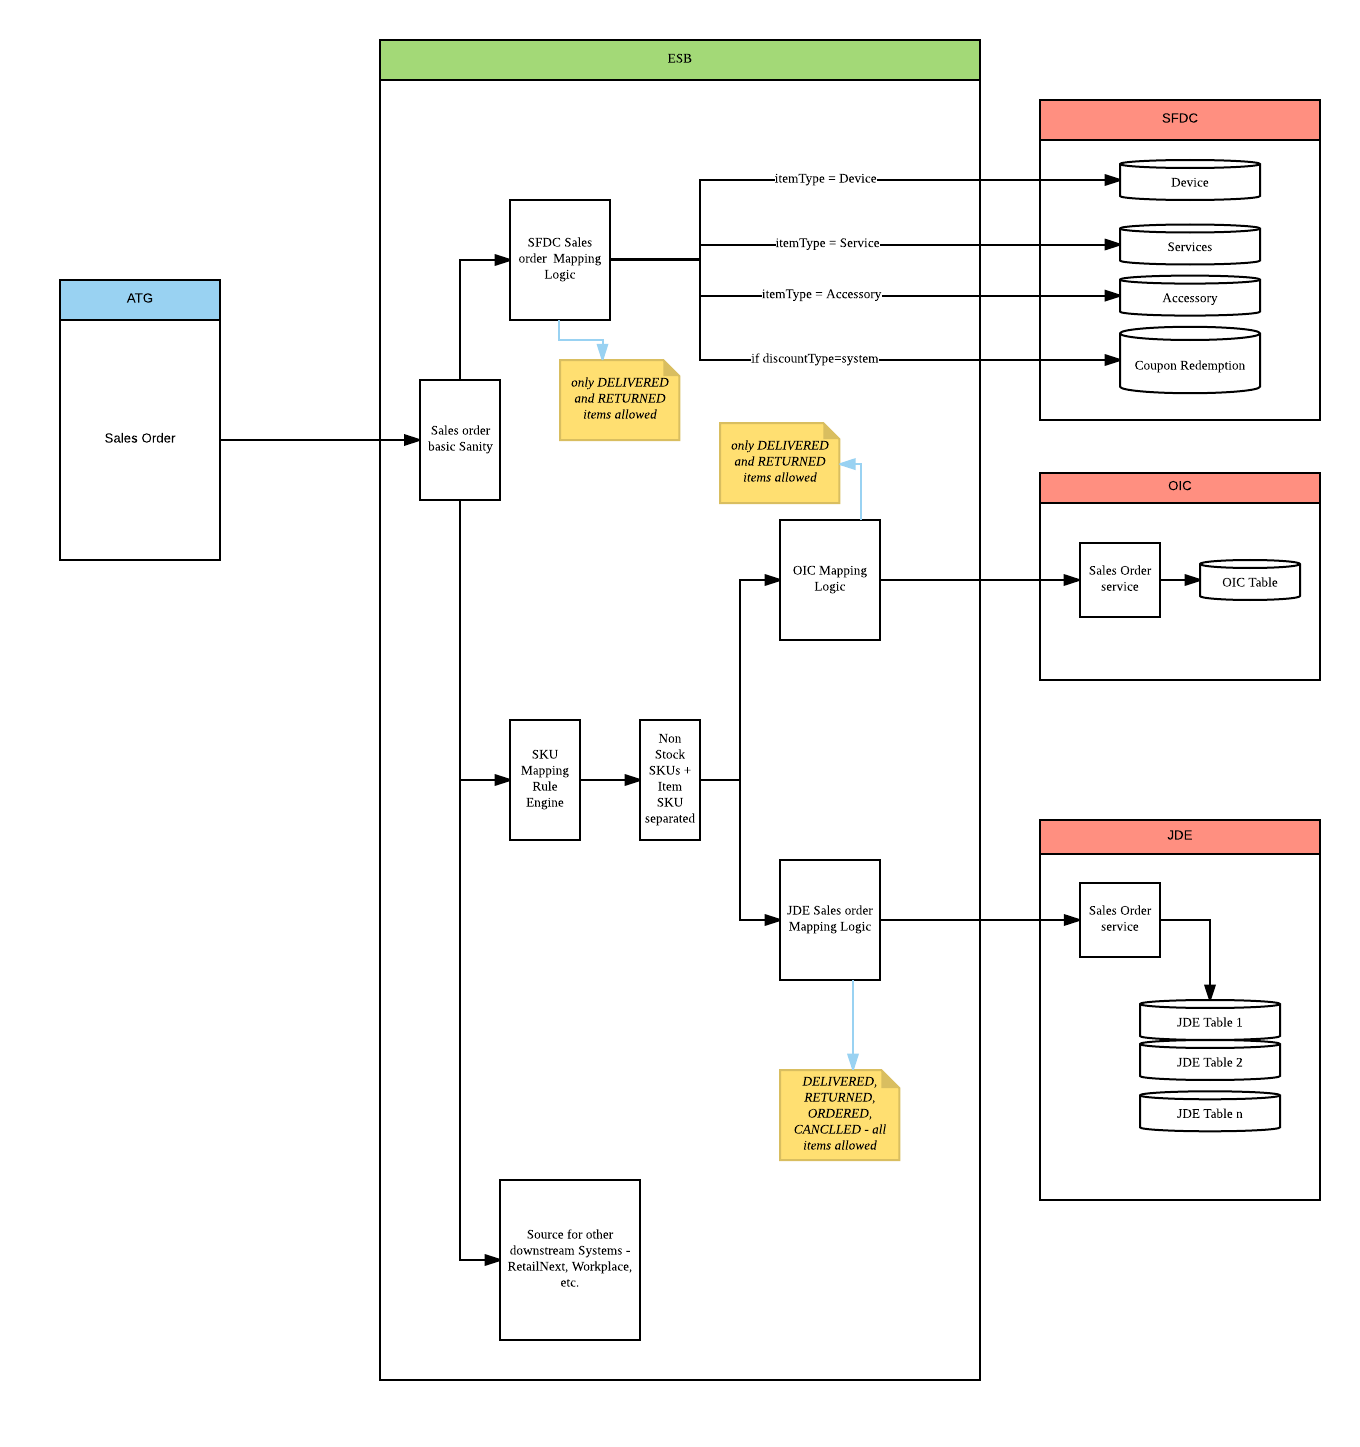 ESB
SFDC
itemType = Device
Device
SFDC Sales
order  Mapping
Logic
itemType = Service
Services
itemType = Accessory
Accessory
if discountType=system
Coupon Redemption
ATG
Sales Order
only DELIVERED
and RETURNED
items allowed
Sales order
basic Sanity
only DELIVERED
and RETURNED
items allowed
OIC
OIC Mapping
Logic
Sales Order
service
OIC Table
SKU
Mapping
Rule
Engine
Non
Stock
SKUs +
Item
SKU
separated
JDE
JDE Sales order
Mapping Logic
Sales Order
service
JDE Table 1
JDE Table 2
JDE Table n
DELIVERED,
RETURNED,
ORDERED,
CANCLLED - all
items allowed
Source for other
downstream Systems -
RetailNext, Workplace,
etc.